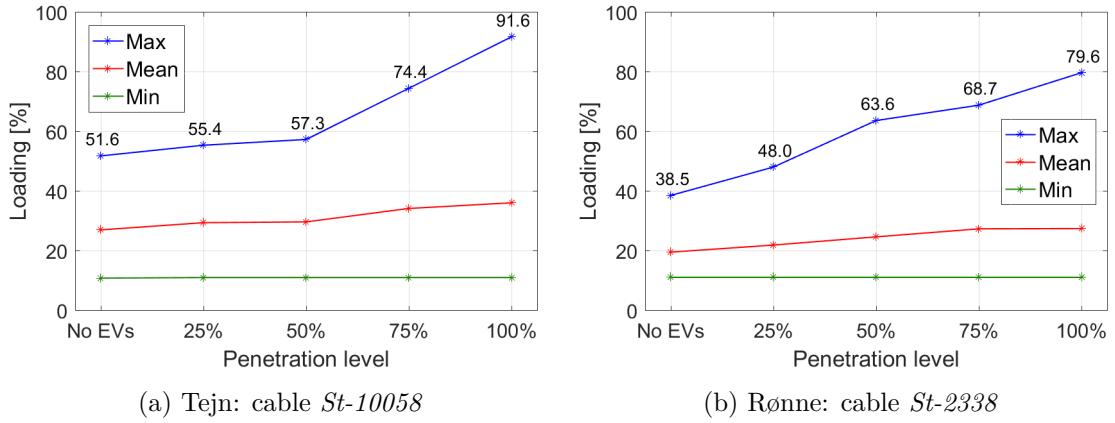 100
80
60
40
20
0
Loading [%]
Max
Mean
Min
51.6
55.4
57.3
74.4
91.6
No EVs 25% 50% 75% 100%
Penetration level
(a) Tejn: cable St-10058
100
80
60
40
20
0
Loading [%]
38.5
48.0
63.6
68.7
79.6
Max
Mean
Min
No EVs 25% 50% 75% 100%
Penetration level
(b) Rønne: cable St-2338